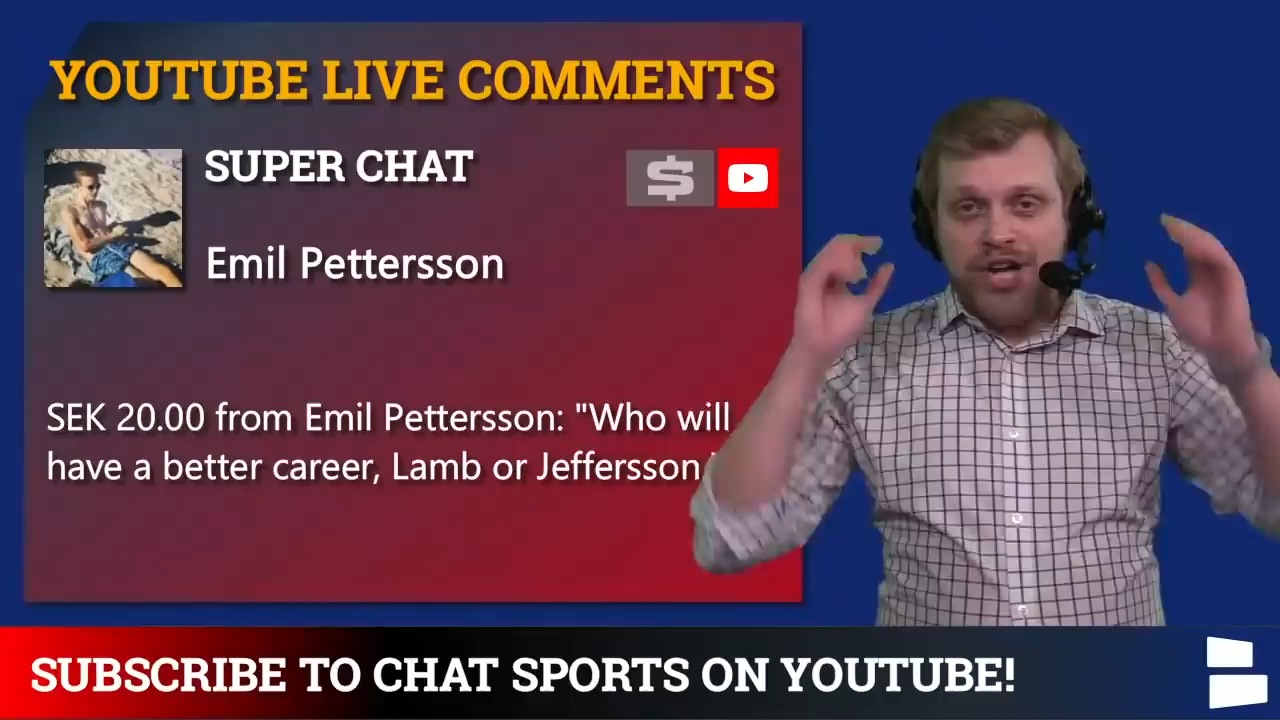 YOUTUBE LIVE COMMENTS
SUPER CHAT
$
Emil Pettersson
SEK 20.00 from Emil Pettersson: "Who will
have a better career, Lamb or Jeffersson,"
SUBSCRIBE TO CHAT SPORTS ON YOUTUBE!